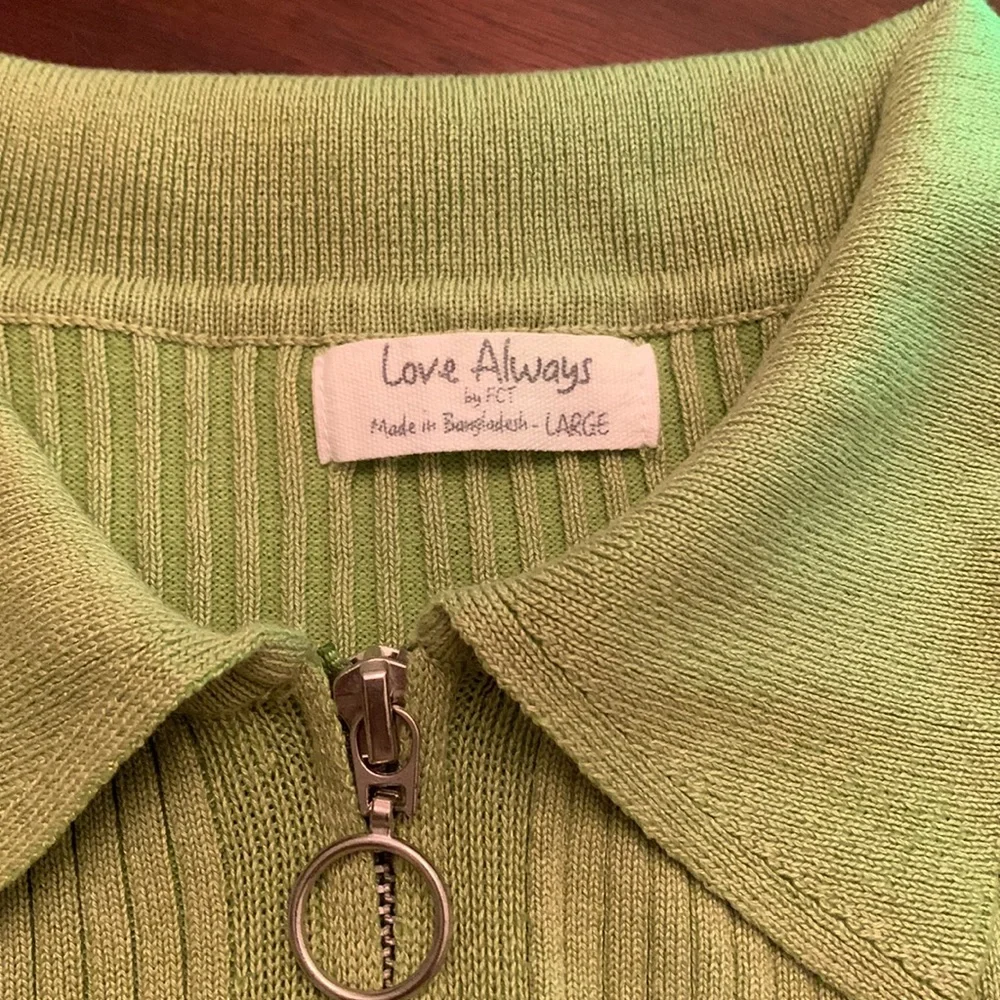 Love Always
by FCT
Made in Bangladesh - LARGE